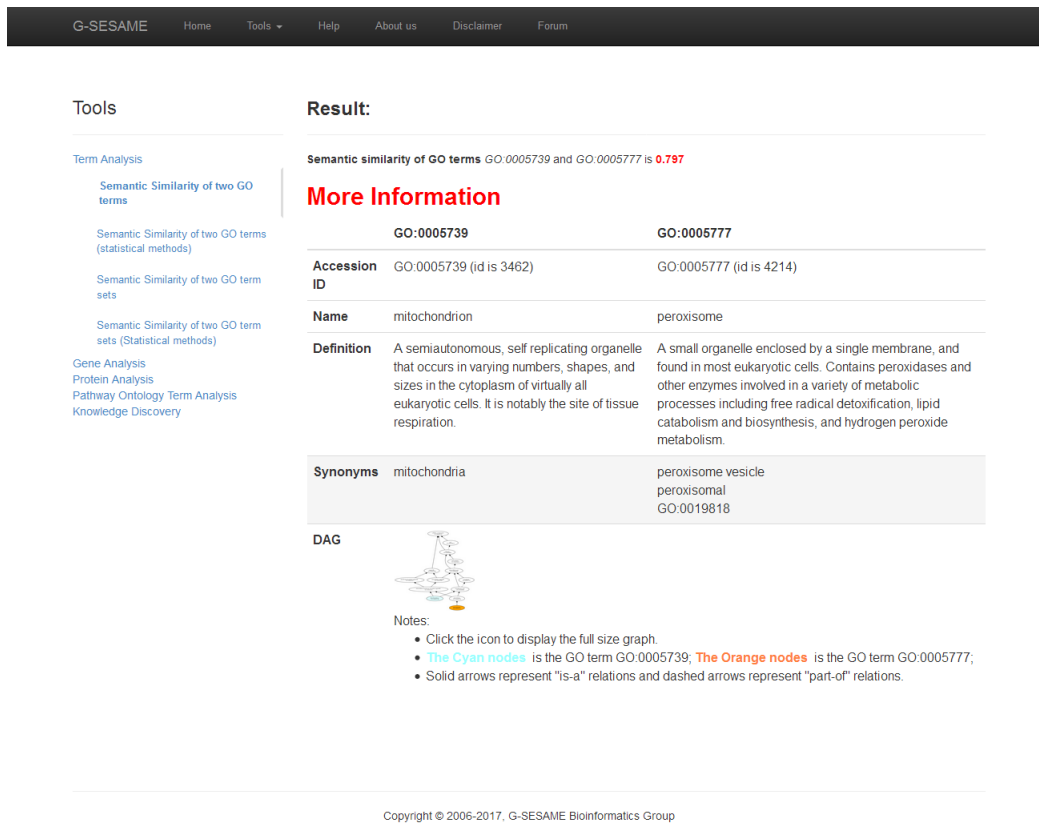 G-SESAME Home Tools Help About us Disclaimer Forum
Tools
Term Analysis
Semantic Similarity of two GO
terms
Semantic Similarity of two GO terms
(statistical methods)
Semantic Similarity of two GO term
sets
Semantic Similarity of two GO term
sets (Statistical methods)
Gene Analysis
Protein Analysis
Pathway Ontology Term Analysis
Knowledge Discovery
Result:
Semantic similarity of GO terms GO:0005739 and GO:0005777 is 0.797
More Information
GO:0005739 GO:0005777
Accession
ID
GO:0005739 (id is 3462) GO:0005777 (id is 4214)
Name mitochondrion peroxisome
Definition
A semiautonomous, self replicating organelle
that occurs in varying numbers, shapes, and
sizes in the cytoplasm of virtually all
eukaryotic cells. It is notably the site of tissue
respiration.
A small organelle enclosed by a single membrane, and
found in most eukaryotic cells. Contains peroxidases and
other enzymes involved in a variety of metabolic
processes including free radical detoxification, lipid
catabolism and biosynthesis, and hydrogen peroxide
metabolism.
Synonyms mitochondria peroxisome vesicle
peroxisomal
GO:0019818
DAG
Notes:
• Click the icon to display the full size graph.
• The Cyan nodes is the GO term GO:0005739; The Orange nodes is the GO term GO:0005777;
• Solid arrows represent "is-a" relations and dashed arrows represent "part-of" relations.
Copyright © 2006-2017, G-SESAME Bioinformatics Group